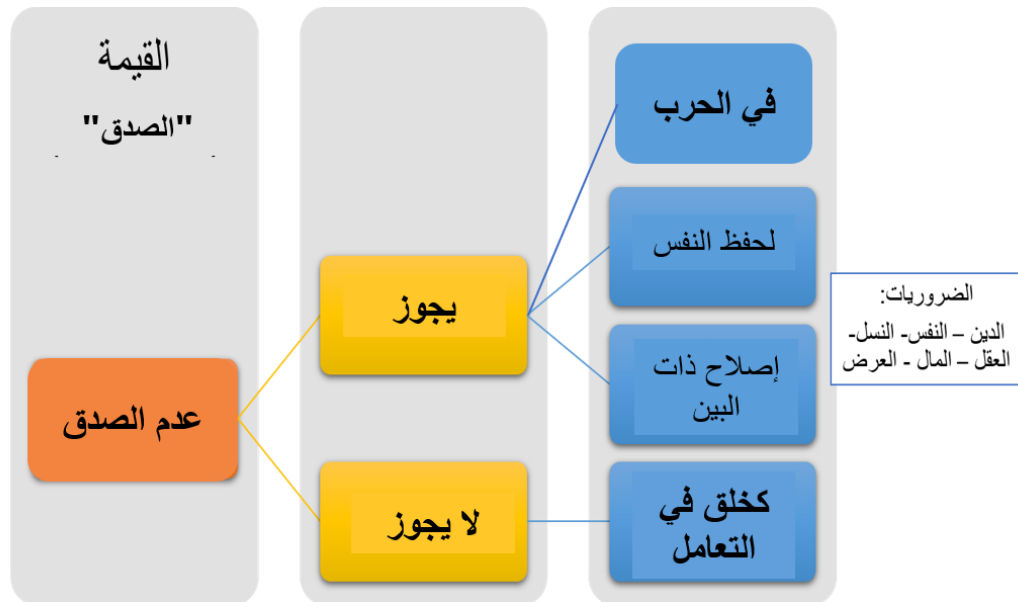 القيمة
"الصدق"
عدم الصدق
يجوز
لا يجوز
في الحرب
لحفظ النفس
إصلاح ذات
البين
كخلق في
التعامل
الضروريات:
الدين – النفس- النسل-
العقل – المال - العرض